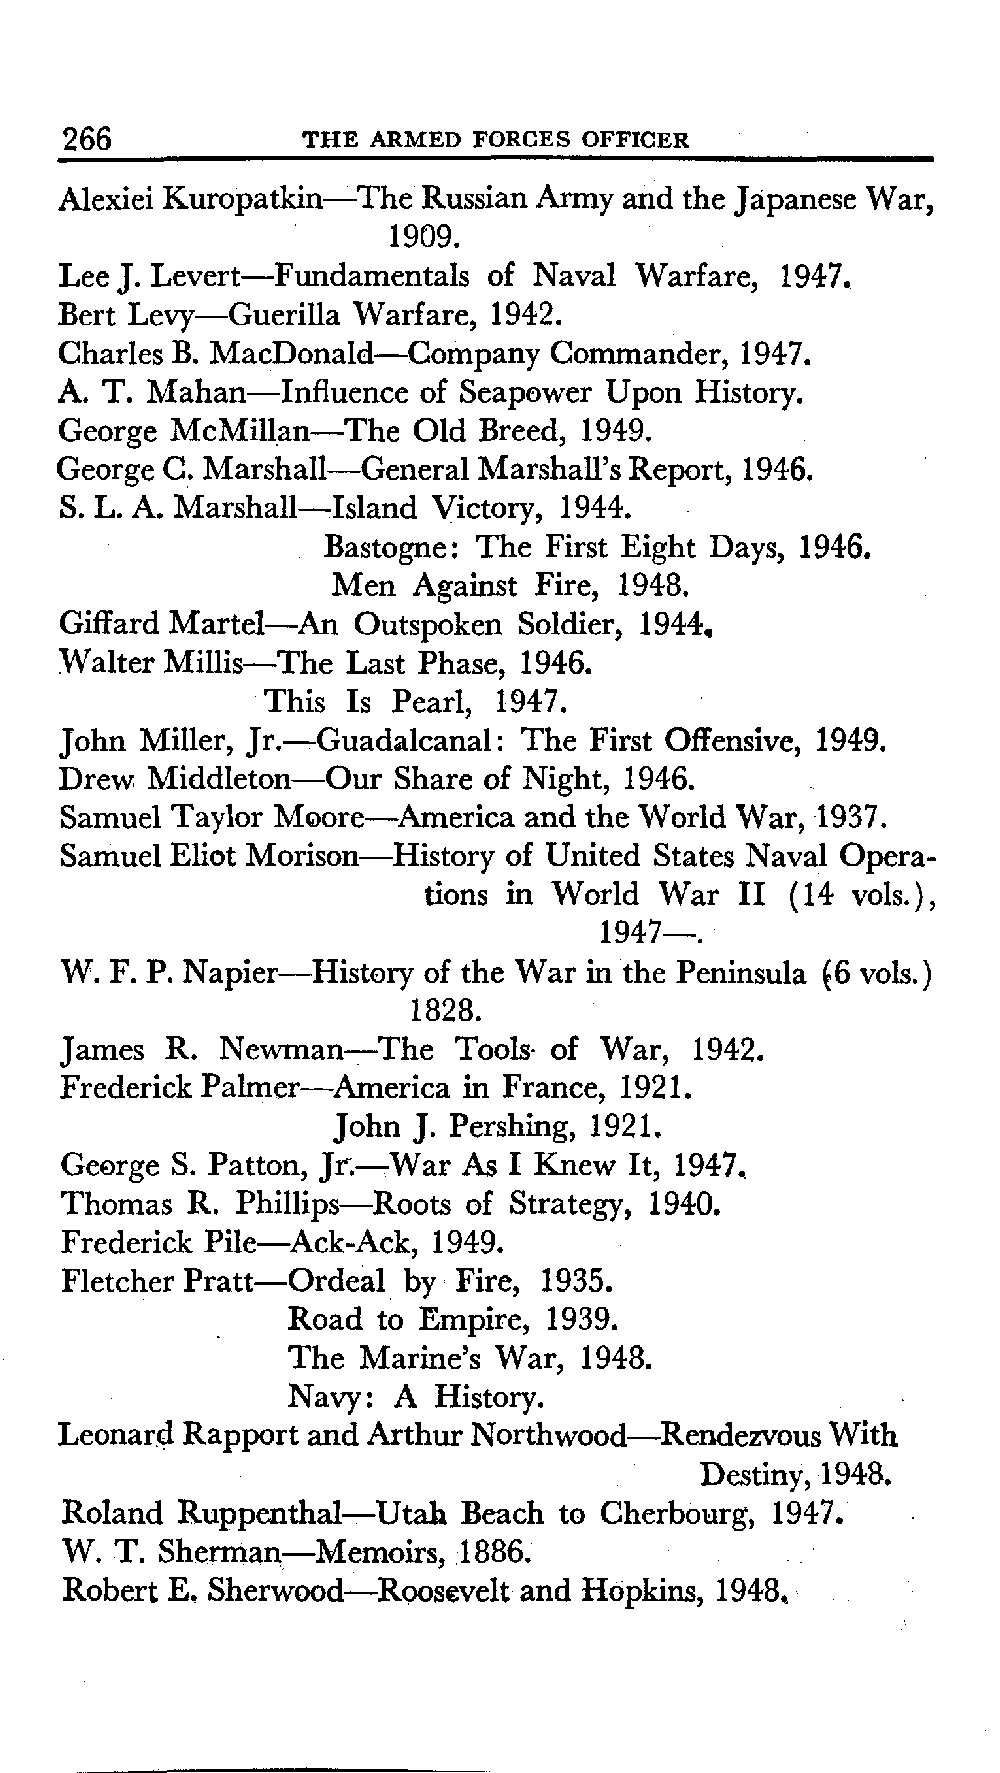 266 THE ARMED FORCES OFFICER
Alexiei Kuropatkin—The Russian Army and the Japanese War,
1909.
Lee J. Levert—Fundamentals of Naval Warfare, 1947.
Bert Levy—Guerilla Warfare, 1942.
Charles B. MacDonald—Company Commander, 1947.
A. T. Mahan—Influence of Seapower Upon History.
George McMillan—The Old Breed, 1949.
George C. Marshall—General Marshall's Report, 1946.
S. L. A. Marshall—Island Victory, 1944.
Bastogne: The First Eight Days, 1946.
Men Against Fire, 1948.
Giffard Martel—An Outspoken Soldier, 1944.
Walter Millis—The Last Phase, 1946.
This Is Pearl, 1947.
John Miller, Jr.—Guadalcanal: The First Offensive, 1949.
Drew Middleton—Our Share of Night, 1946.
Samuel Taylor Moore—America and the World War, 1937.
Samuel Eliot Morison—History of United States Naval Opera-
tions in World War II (14 vols.),
1947—.
W. F. P. Napier—History of the War in the Peninsula (6 vols.)
1828.
James R. Newman—The Tools of War, 1942.
Frederick Palmer—America in France, 1921.
John J. Pershing, 1921.
George S. Patton, Jr.—War As I Knew It, 1947.
Thomas R. Phillips—Roots of Strategy, 1940.
Frederick Pile—Ack-Ack, 1949.
Fletcher Pratt—Ordeal by Fire, 1935.
Road to Empire, 1939.
The Marine's War, 1948.
Navy: A History.
Leonard Rapport and Arthur Northwood—Rendezvous With
Destiny, 1948.
Roland Ruppenthal—Utah Beach to Cherbourg, 1947.
W. T. Sherman—Memoirs, 1886.
Robert E. Sherwood—Roosevelt and Hopkins, 1948.